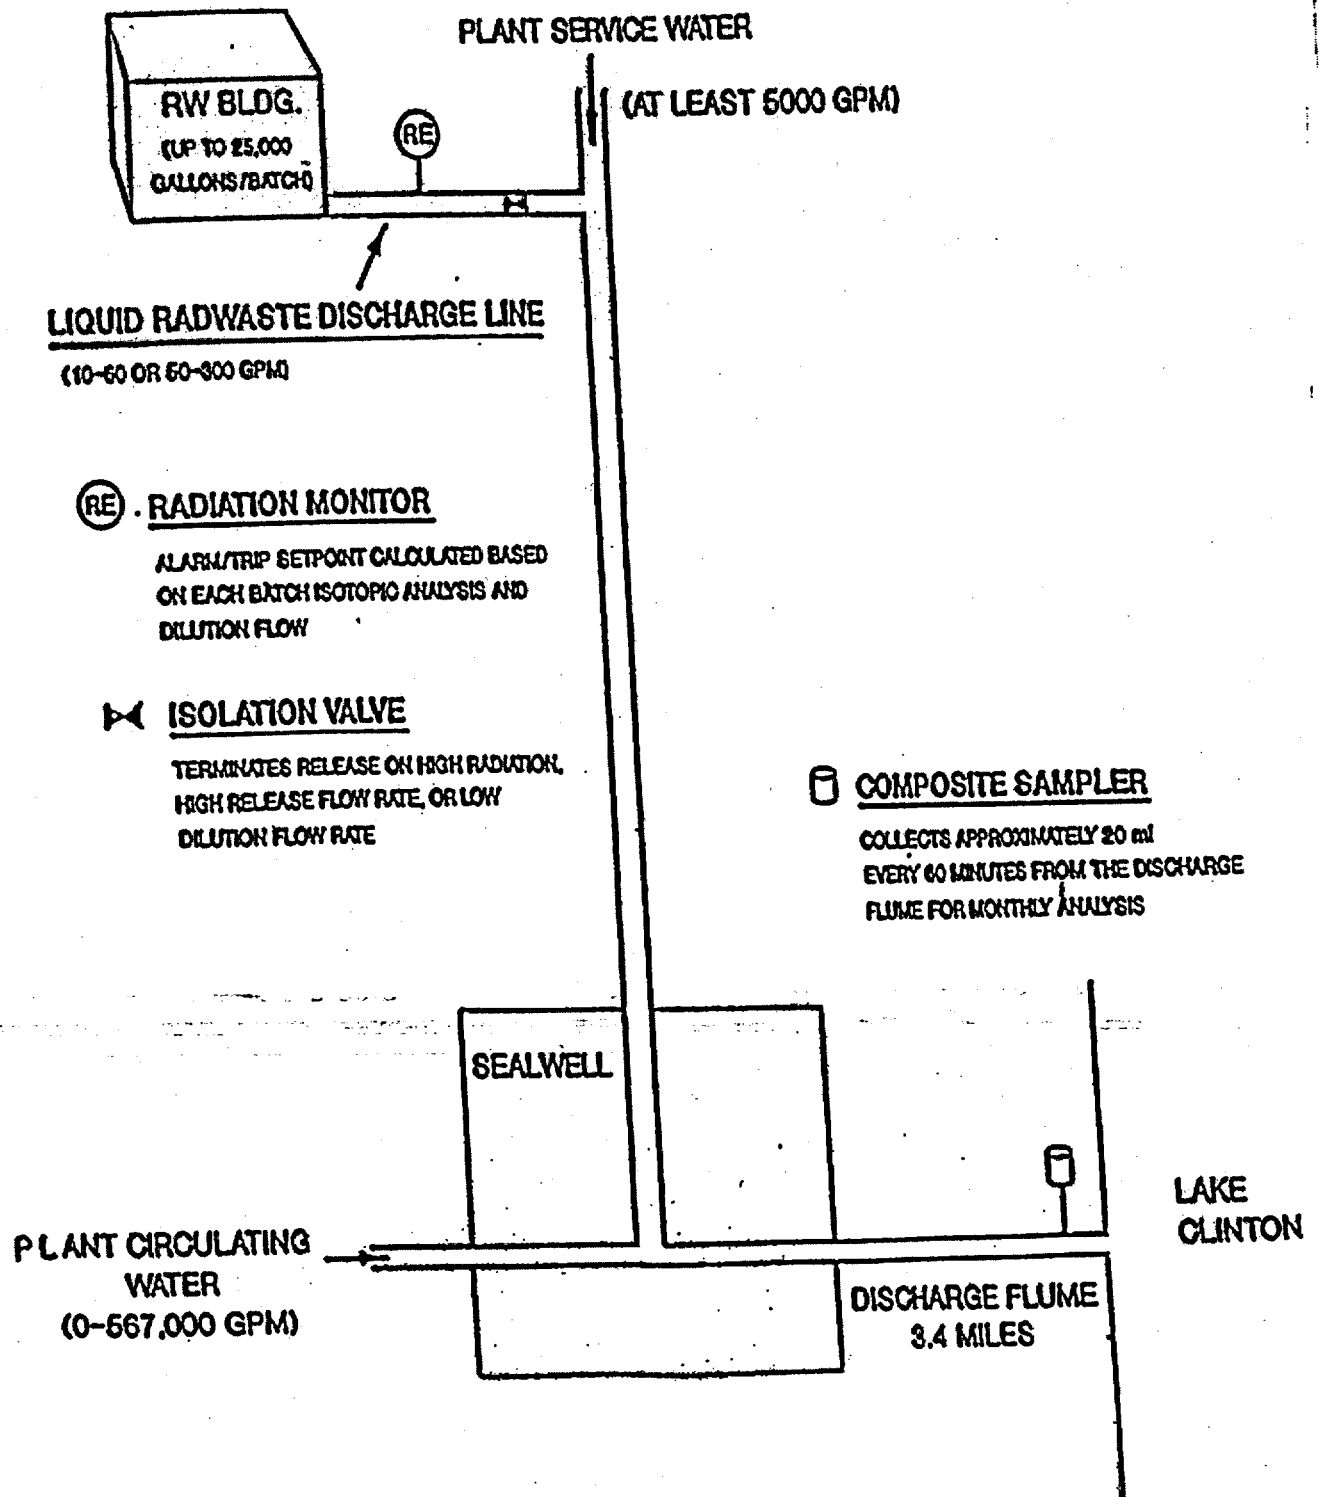 PLANT SERVICE WATER
(AT LEAST 5000 GPM)
RW BLDG.
(UP TO 25,000
GALLONS/BATCH)
RE
LIQUID RADWASTE DISCHARGE LINE
(10-60 OR 50-300 GPM)
RE . RADIATION MONITOR
ALARM/TRIP SETPOINT CALCULATED BASED
ON EACH BATCH ISOTOPIC ANALYSIS AND
DILUTION FLOW
ISOLATION VALVE
TERMINATES RELEASE ON HIGH RADIATION,
HIGH RELEASE FLOW RATE, OR LOW
DILUTION FLOW RATE
COMPOSITE SAMPLER
COLLECTS APPROXIMATELY 20 ml
EVERY 60 MINUTES FROM THE DISCHARGE
FLUME FOR MONTHLY ANALYSIS
SEALWELL
PLANT CIRCULATING
WATER
(0-567,000 GPM)
DISCHARGE FLUME
3.4 MILES
LAKE
CLINTON